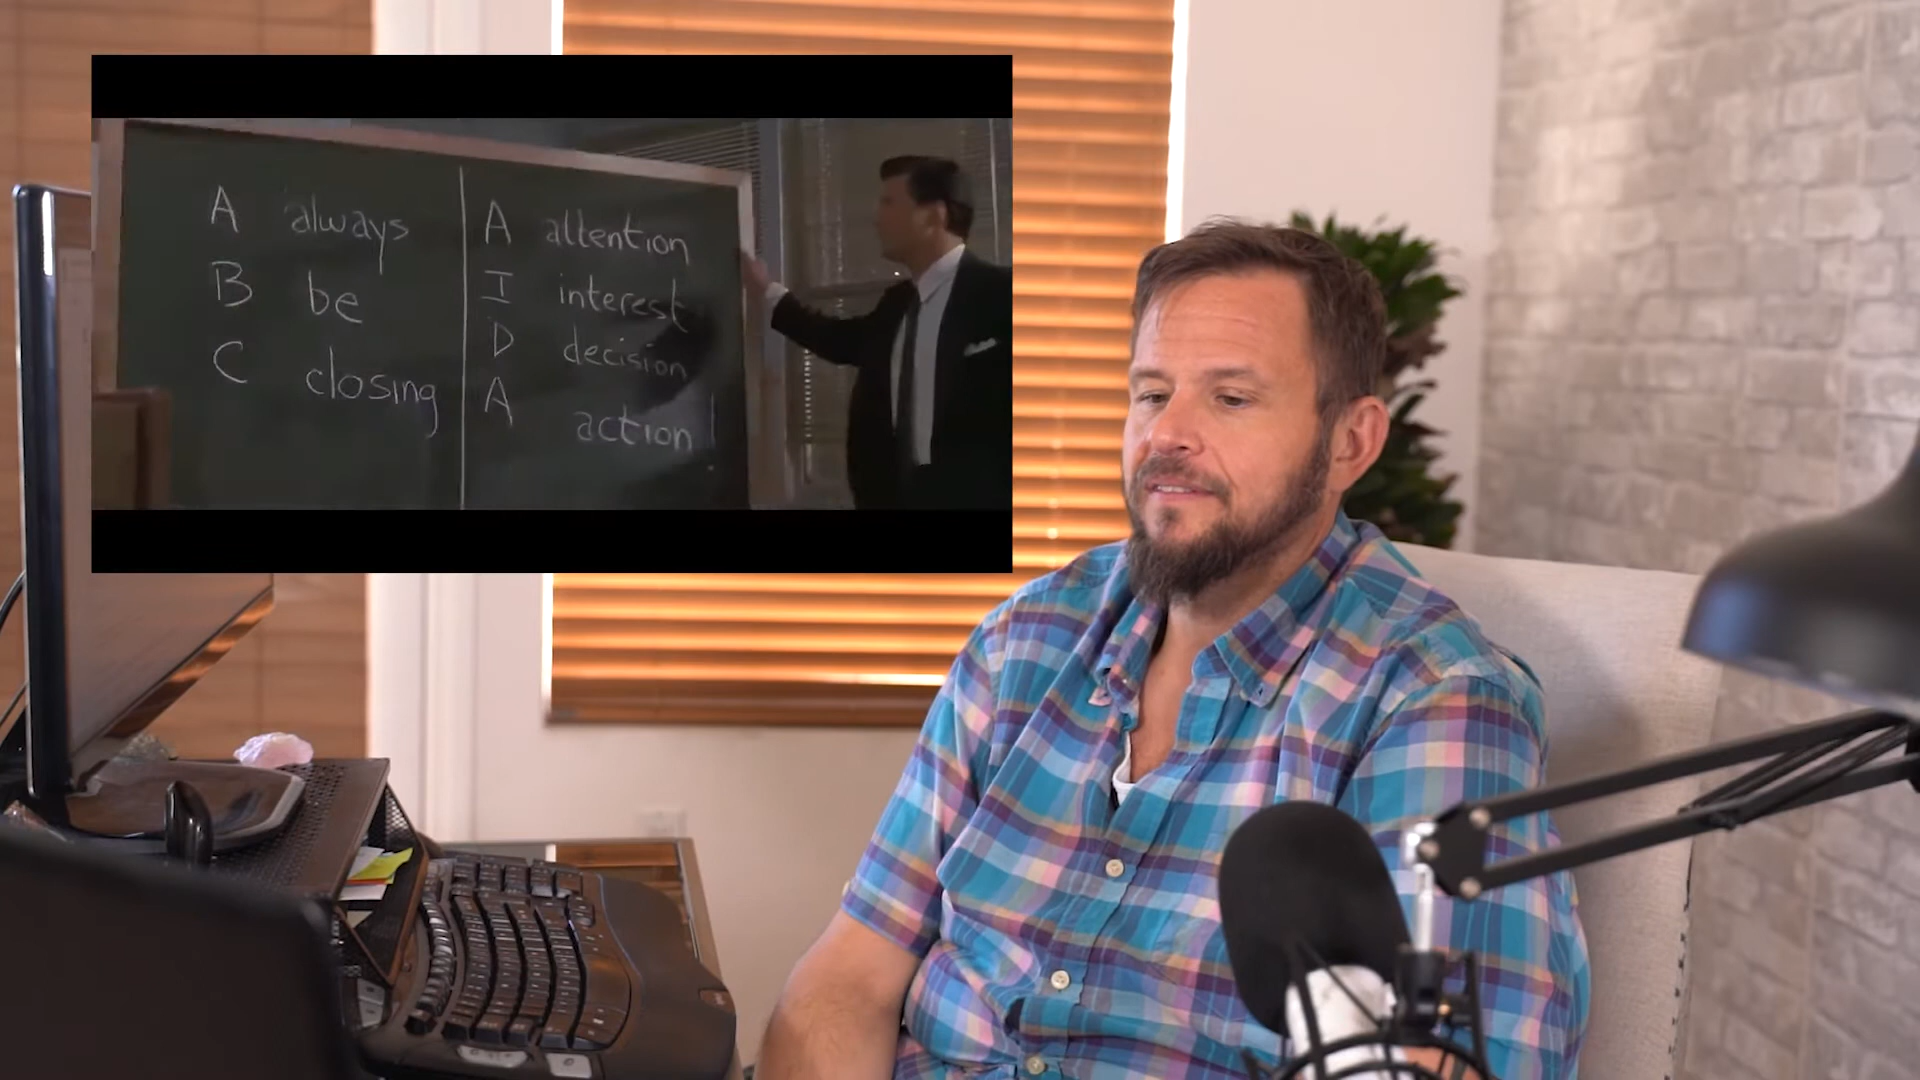 A always
B be
C closing
A attention
I interest
D decision
A action